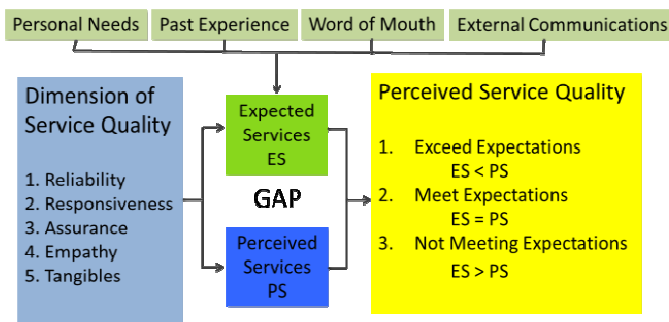 Personal Needs
Past Experience
Word of Mouth
External Communications
Dimension of
Service Quality
1. Reliability
2. Responsiveness
3. Assurance
4. Empathy
5. Tangibles
Expected
Services
ES
GAP
Perceived
Services
PS
Perceived Service Quality
1. Exceed Expectations
ES < PS
2. Meet Expectations
ES = PS
3. Not Meeting Expectations
ES > PS